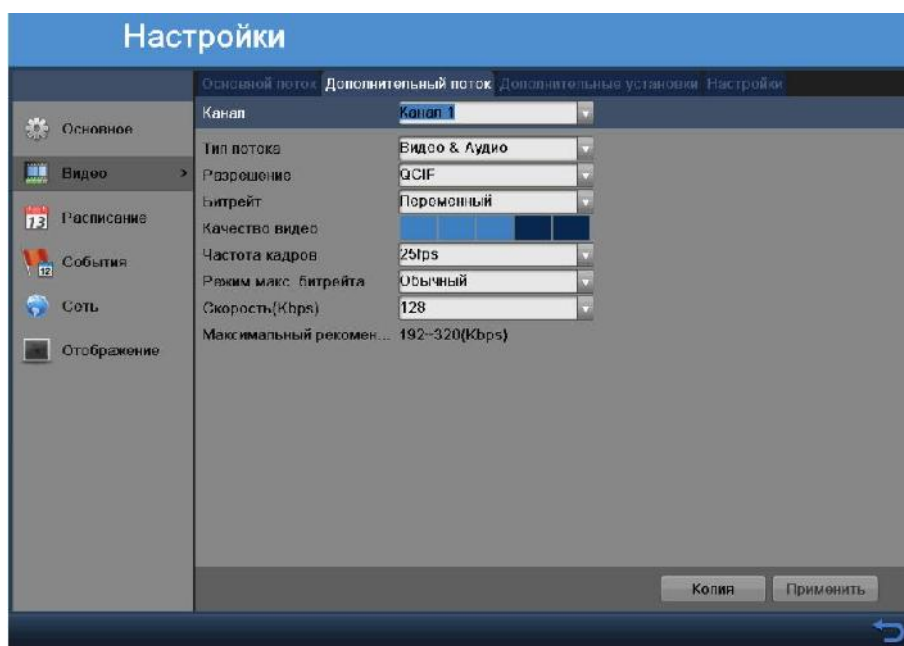 Настройки
Основной поток Дополнительный поток Дополнительные установки Настройки
Канал Канал 1
Основное
Тип потока Видео & Аудио
Видео > Разрешение QCIF
Битрейт Переменный
13 Расписание
Качество видео
Частота кадров 25fps
12 События
Режим макс. битрейта Обычный
Сеть Скорость(Kbps) 128
Максимальный рекомен... 192~320(Kbps)
Отображение
Копия Применить